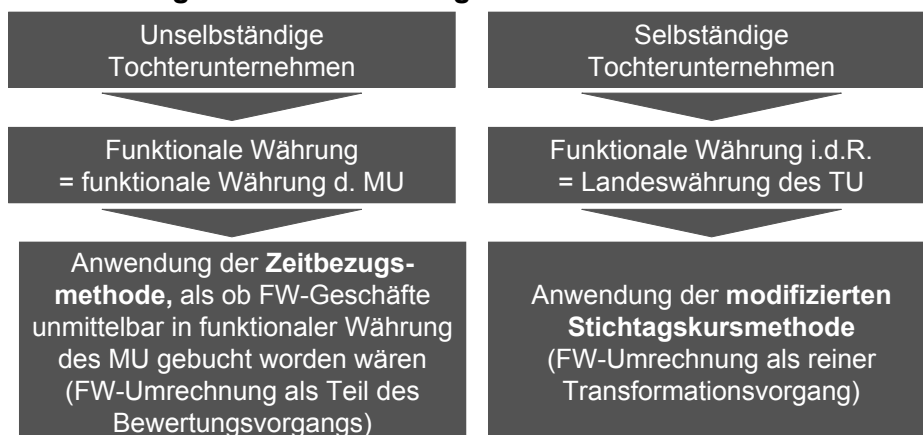 Unselbständige
Tochterunternehmen
Funktionale Währung
= funktionale Währung d. MU
Anwendung der Zeitbezugs-
methode, als ob FW-Geschäfte
unmittelbar in funktionaler Währung
des MU gebucht worden wären
(FW-Umrechnung als Teil des
Bewertungsvorgangs)
Selbständige
Tochterunternehmen
Funktionale Währung i.d.R.
= Landeswährung des TU
Anwendung der modifizierten
Stichtagskursmethode
(FW-Umrechnung als reiner
Transformationsvorgang)